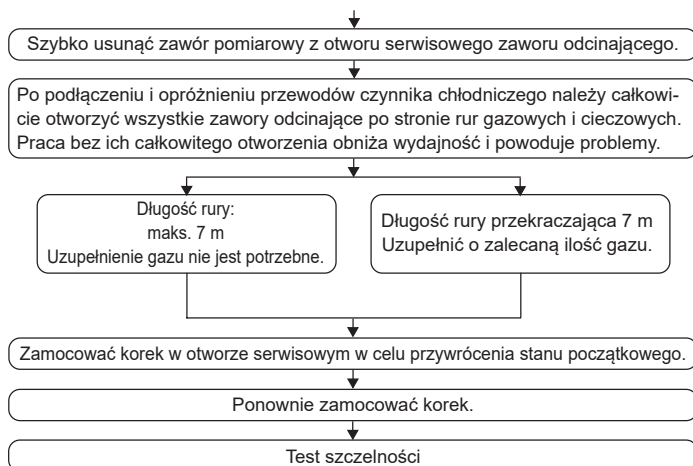 Szybko usunąć zawór pomiarowy z otworu serwisowego zaworu odcinającego.
Po podłączeniu i opróżnieniu przewodów czynnika chłodniczego należy całkowi-
cie otworzyć wszystkie zawory odcinające po stronie rur gazowych i cieczowych.
Praca bez ich całkowitego otworzenia obniża wydajność i powoduje problemy.
Długość rury:
maks. 7 m
Uzupełnienie gazu nie jest potrzebne.
Długość rury przekraczająca 7 m
Uzupełnić o zalecaną ilość gazu.
Zamocować korek w otworze serwisowym w celu przywrócenia stanu początkowego.
Ponownie zamocować korek.
Test szczelności